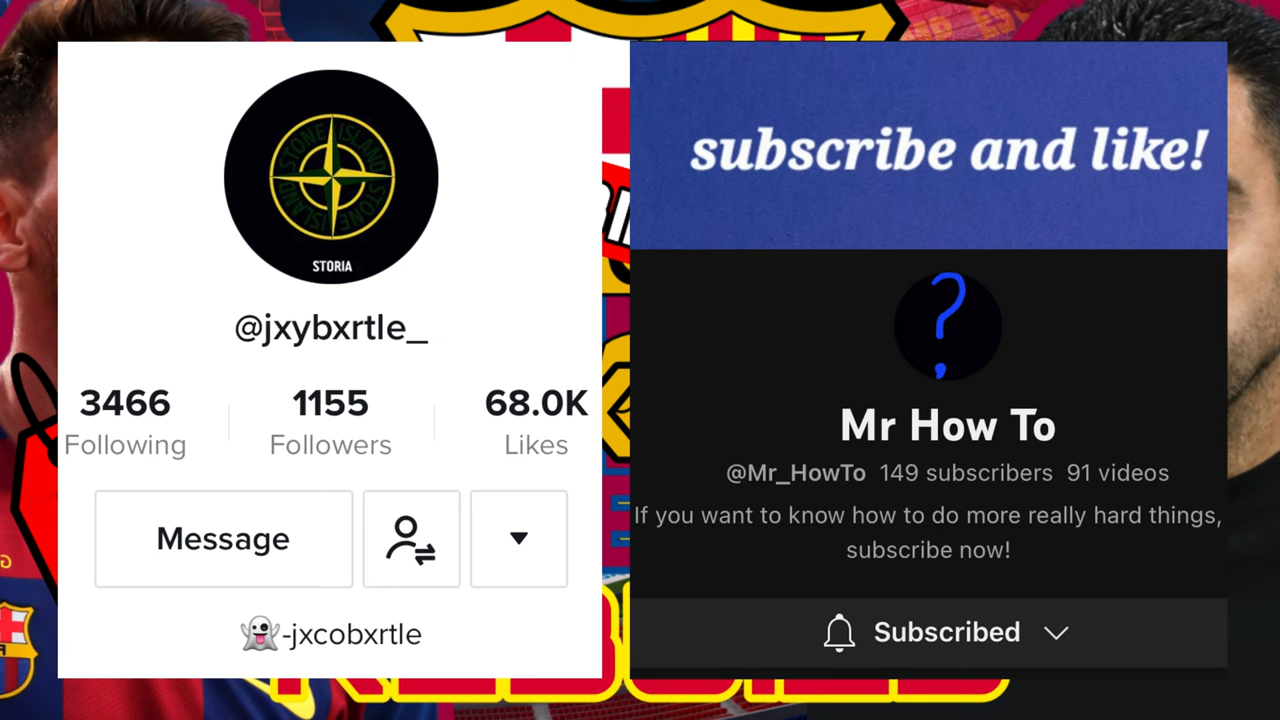 STONE ISLAND
STONE ISLAND
STORIA
@jxybxrtle_
3466
Following
1155
Followers
68.0K
Likes
Message
👻-jxcobxrtle
subscribe and like!
?
Mr How To
@Mr_HowTo 149 subscribers 91 videos
If you want to know how to do more really hard things,
subscribe now!
Subscribed